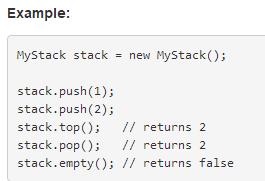 Example:
MyStack stack = new MyStack();
stack.push(1);
stack.push(2);
stack.top();   // returns 2
stack.pop();   // returns 2
stack.empty(); // returns false